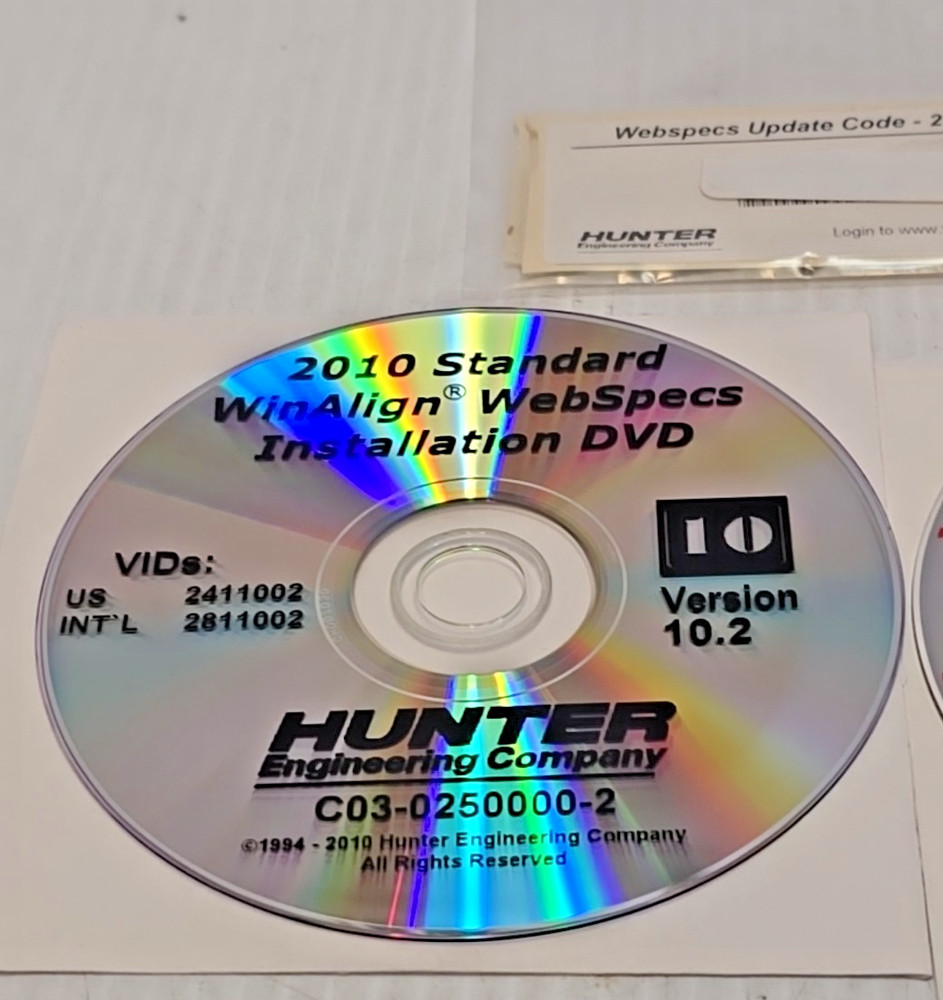 Webspecs Update Code - 2
HUNTER
Engineering Company
Login to www.
2010 Standard
WinAlign® WebSpecs
Installation DVD
VIDs:
US 2411002
INT`L 2811002
10
Version
10.2
HUNTER
Engineering Company
C03-0250000-2
©1994 - 2010 Hunter Engineering Company
All Rights Reserved